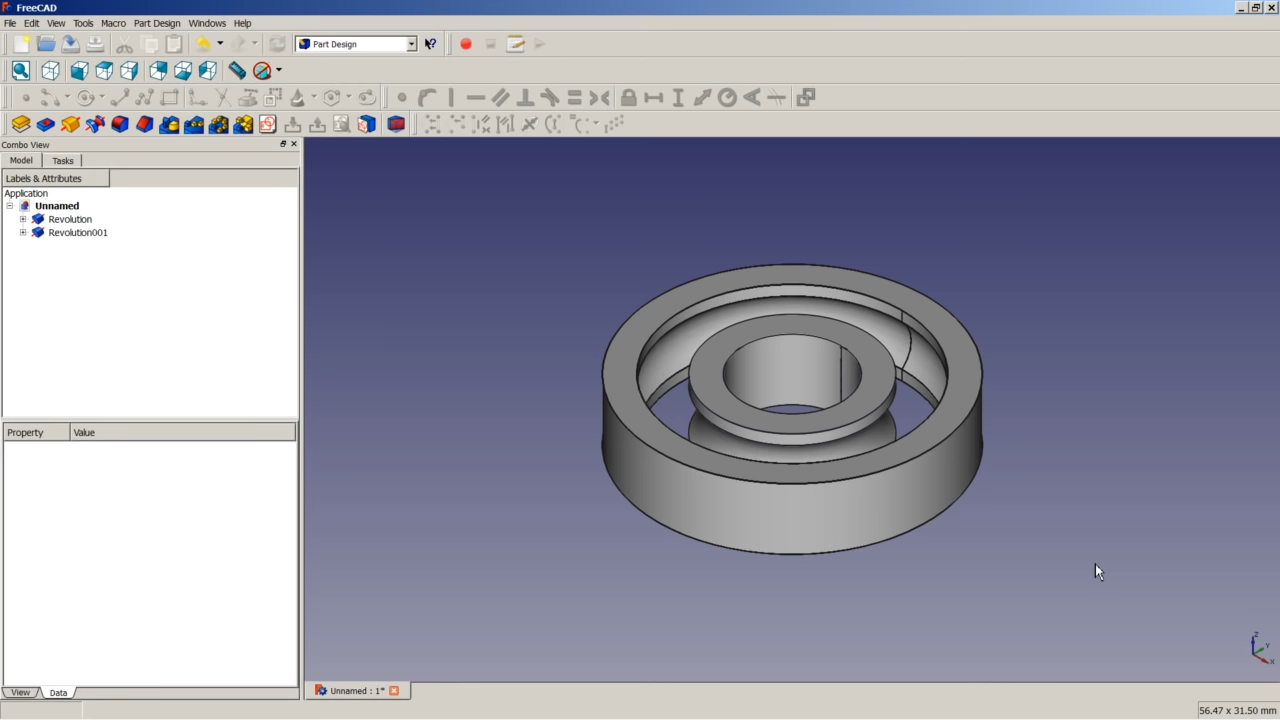 FreeCAD
File Edit View Tools Macro Part Design Windows Help
Part Design
Combo View
Model Tasks
Labels & Attributes
Application
Unnamed
Revolution
Revolution001
Property Value
View Data
Unnamed : 1*
Z
Y
X
56.47 x 31.50 mm